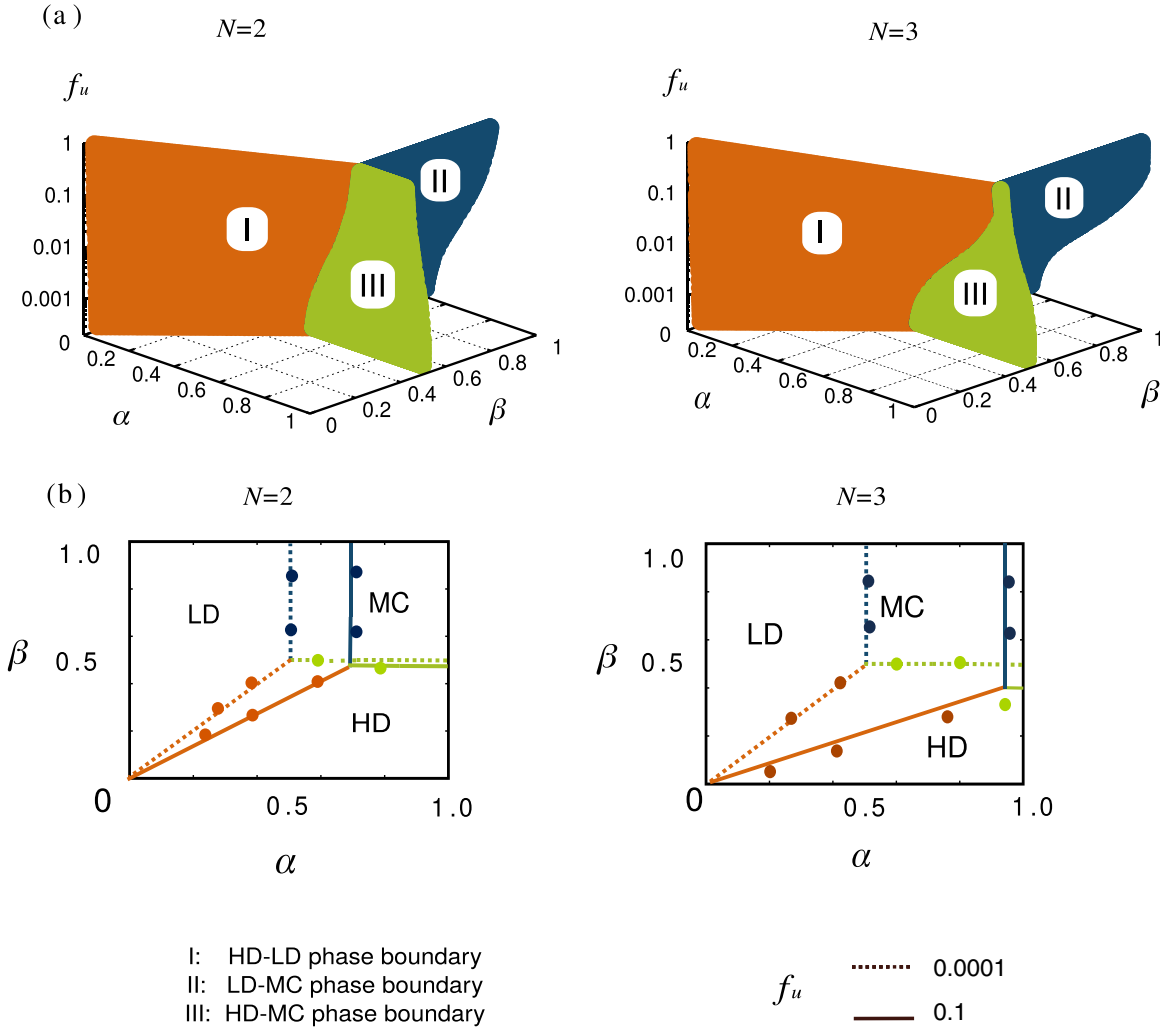 (a)
N=2
N=3
f_u
f_u
1
0.1
0.01
0.001
0
I
II
III
0.2
0.4
0.6
0.8
1
α
0
0.2
0.4
0.6
0.8
1
β
1
0.1
0.01
0.001
0
I
II
III
0.2
0.4
0.6
0.8
1
α
0
0.2
0.4
0.6
0.8
1
β
(b)
N=2
N=3
1.0
0.5
β
LD
MC
HD
0
0.5
1.0
α
1.0
0.5
β
LD
MC
HD
0
0.5
1.0
α
I: HD-LD phase boundary
II: LD-MC phase boundary
III: HD-MC phase boundary
f_u
0.0001
0.1